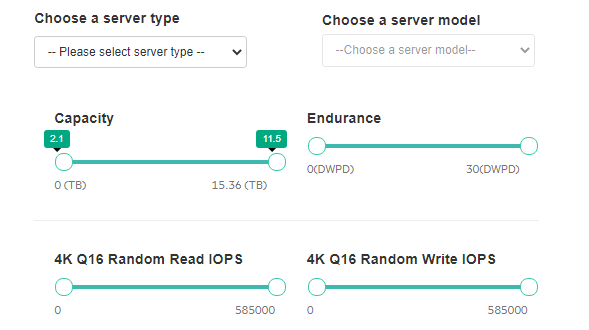 Choose a server type
Choose a server model
-- Please select server type --
--Choose a server model--
Capacity
Endurance
2.1
11.5
0 (TB)
15.36 (TB)
0(DWPD)
30(DWPD)
4K Q16 Random Read IOPS
4K Q16 Random Write IOPS
0
585000
0
585000